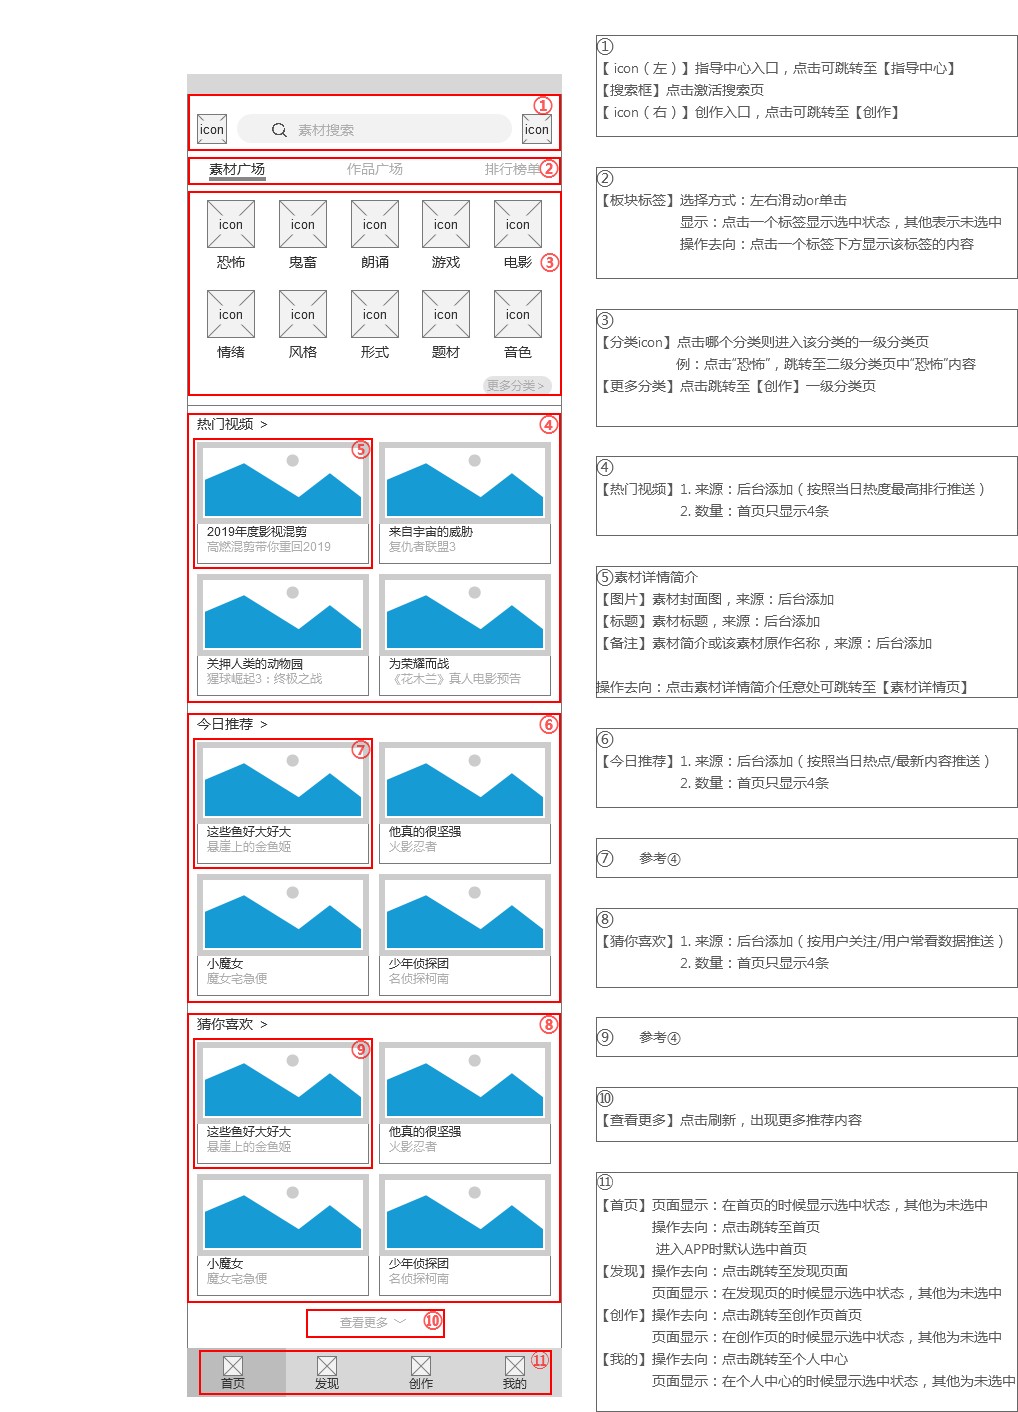 ①
icon
素材搜索
icon
素材广场
作品广场
排行榜单
②
icon
icon
icon
icon
icon
恐怖
鬼畜
朗诵
游戏
电影
③
icon
icon
icon
icon
icon
情绪
风格
形式
题材
音色
更多分类 >
热门视频 >
④
⑤
2019年度影视混剪
高燃混剪带你重回2019
来自宇宙的威胁
复仇者联盟3
关押人类的动物园
猩球崛起3：终极之战
为荣耀而战
《花木兰》真人电影预告
今日推荐 >
⑥
⑦
这些鱼好大好大
悬崖上的金鱼姬
他真的很坚强
火影忍者
小魔女
魔女宅急便
少年侦探团
名侦探柯南
猜你喜欢 >
⑧
⑨
这些鱼好大好大
悬崖上的金鱼姬
他真的很坚强
火影忍者
小魔女
魔女宅急便
少年侦探团
名侦探柯南
查看更多
⑩
⑪
首页
发现
创作
我的
①
【 icon（左）】指导中心入口，点击可跳转至【指导中心】
【搜索框】点击激活搜索页
【 icon（右）】创作入口，点击可跳转至【创作】
②
【板块标签】选择方式：左右滑动or单击
显示：点击一个标签显示选中状态，其他表示未选中
操作去向：点击一个标签下方显示该标签的内容
③
【分类icon】点击哪个分类则进入该分类的一级分类页
例：点击“恐怖”，跳转至二级分类页中“恐怖”内容
【更多分类】点击跳转至【创作】一级分类页
④
【热门视频】1. 来源：后台添加（按照当日热度最高排行推送）
2. 数量：首页只显示4条
⑤素材详情简介
【图片】素材封面图，来源：后台添加
【标题】素材标题，来源：后台添加
【备注】素材简介或该素材原作名称，来源：后台添加
操作去向：点击素材详情简介任意处可跳转至【素材详情页】
⑥
【今日推荐】1. 来源：后台添加（按照当日热点/最新内容推送）
2. 数量：首页只显示4条
⑦ 参考④
⑧
【猜你喜欢】1. 来源：后台添加（按用户关注/用户常看数据推送）
2. 数量：首页只显示4条
⑨ 参考④
⑩
【查看更多】点击刷新，出现更多推荐内容
⑪
【首页】页面显示：在首页的时候显示选中状态，其他为未选中
操作去向：点击跳转至首页
进入APP时默认选中首页
【发现】操作去向：点击跳转至发现页面
页面显示：在发现页的时候显示选中状态，其他为未选中
【创作】操作去向：点击跳转至创作页首页
页面显示：在创作页的时候显示选中状态，其他为未选中
【我的】操作去向：点击跳转至个人中心
页面显示：在个人中心的时候显示选中状态，其他为未选中